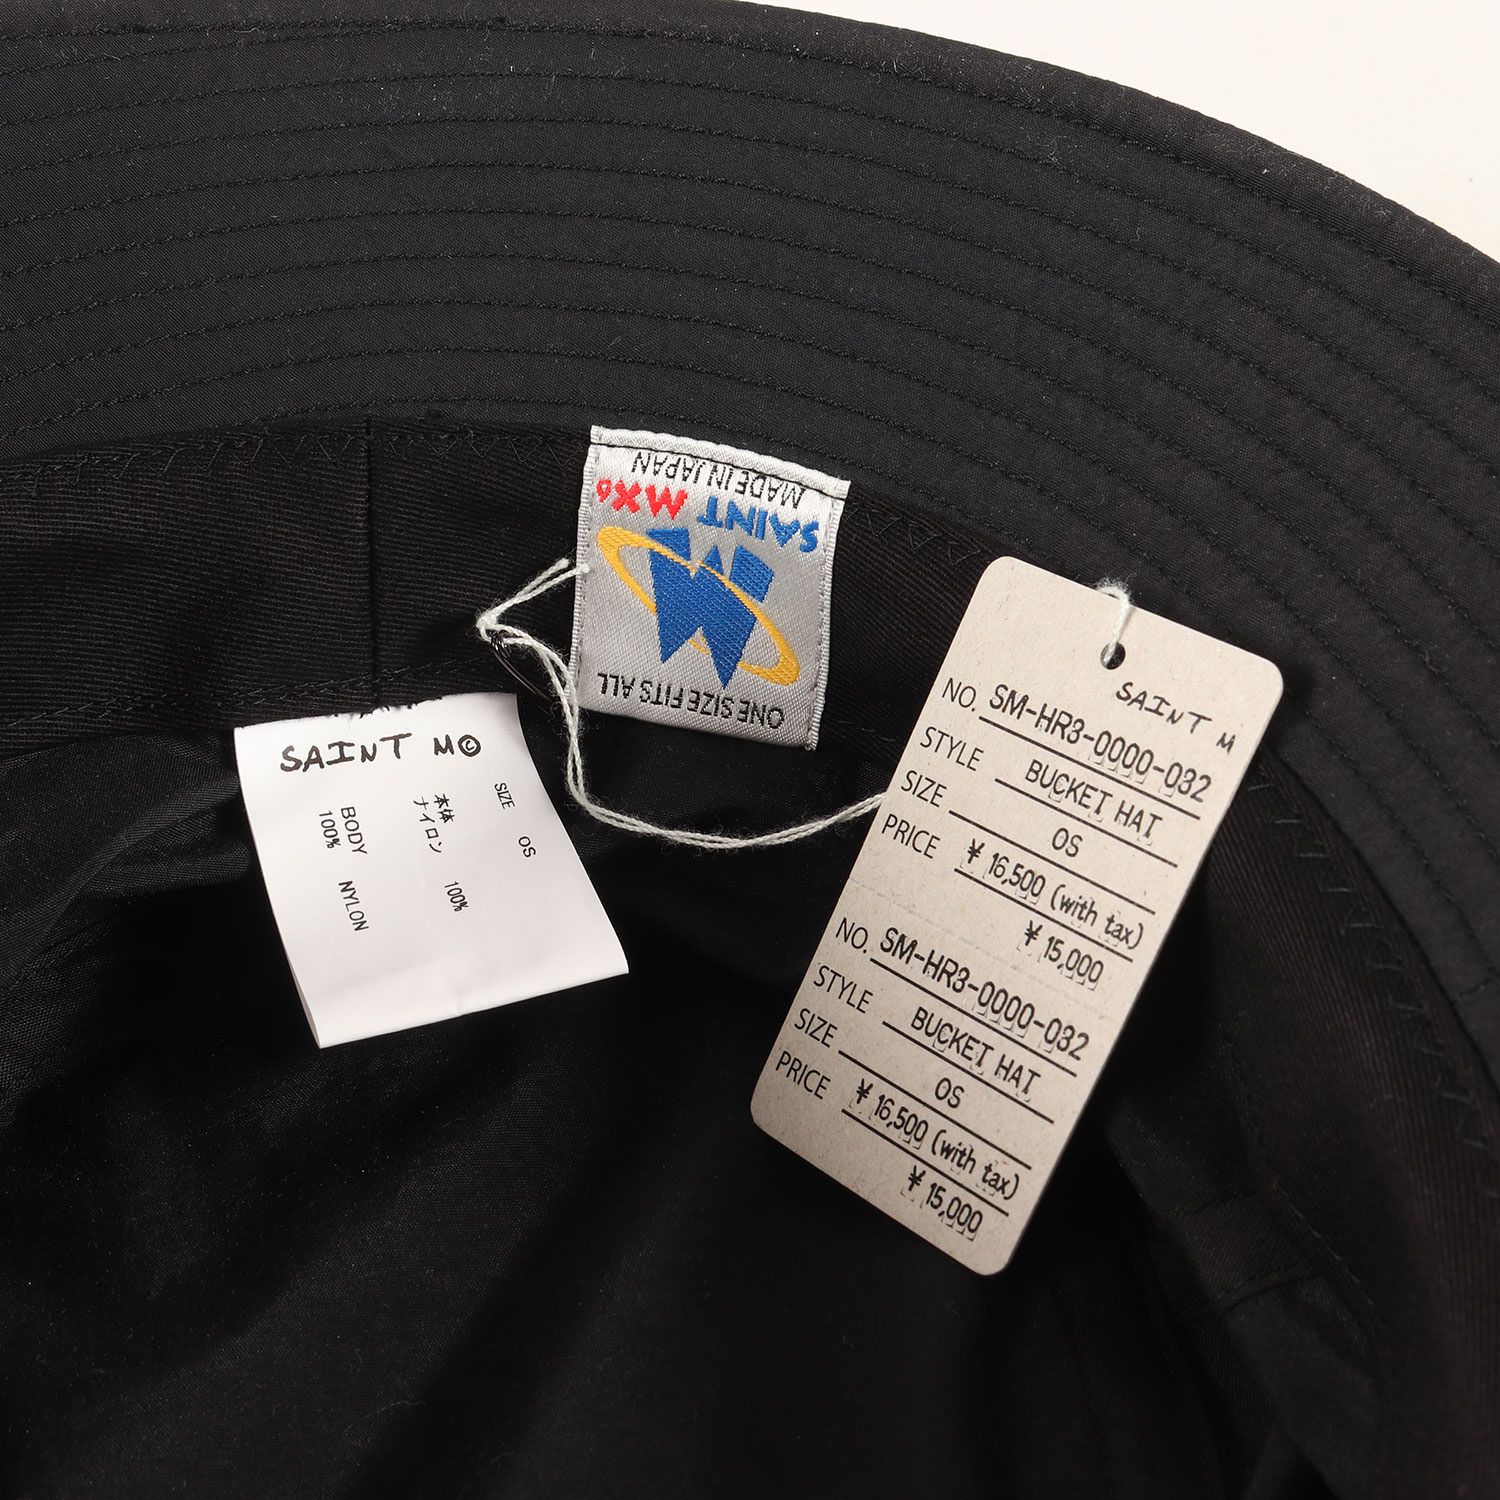 MADE IN JAPAN
SAINT MX6
ONE SIZE FITS ALL
SAINT M©
SIZE OS
本体
ナイロン 100%
BODY NYLON
100%
SAINT M
NO. SM-HR3-0000-032
STYLE BUCKET HAT
SIZE OS
PRICE ¥ 16,500 (with tax)
¥ 15,000
NO. SM-HR3-0000-032
STYLE BUCKET HAT
SIZE OS
PRICE ¥ 16,500 (with tax)
¥ 15,000